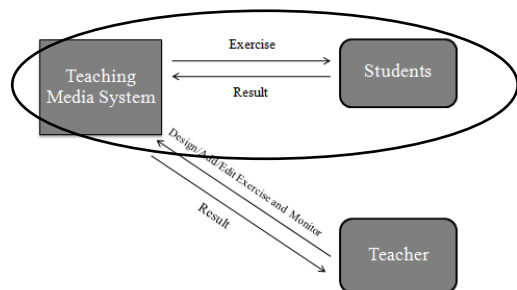 Exercise
Teaching
Media System
Students
Result
Design/Add/Edit Exercise and Monitor
Result
Teacher